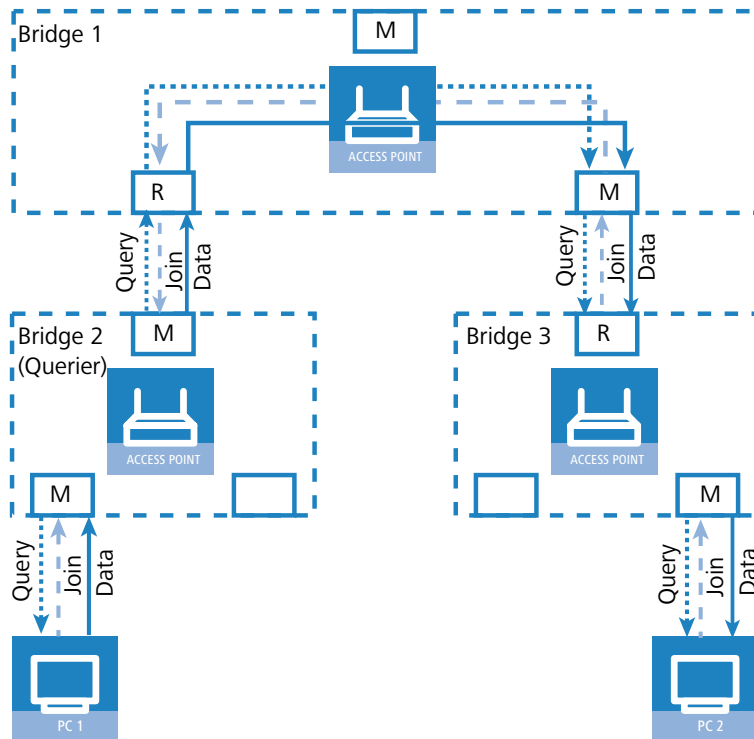 Bridge 1
M
ACCESS POINT
R
M
Query
Join
Data
Query
Join
Data
Bridge 2
(Querier)
M
Bridge 3
R
ACCESS POINT
ACCESS POINT
M
M
Query
Join
Data
Query
Join
Data
PC 1
PC 2